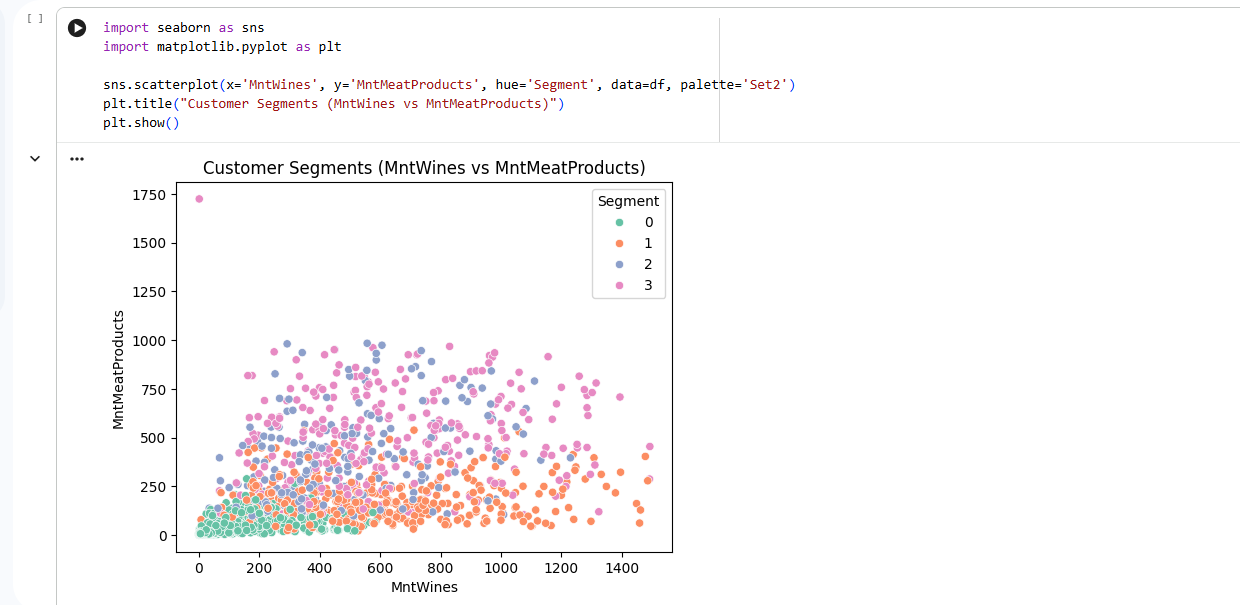 [ ]
import seaborn as sns
import matplotlib.pyplot as plt
sns.scatterplot(x='MntWines', y='MntMeatProducts', hue='Segment', data=df, palette='Set2')
plt.title("Customer Segments (MntWines vs MntMeatProducts)")
plt.show()
Customer Segments (MntWines vs MntMeatProducts)
Segment
0
1
2
3
MntMeatProducts
1750
1500
1250
1000
750
500
250
0
0 200 400 600 800 1000 1200 1400
MntWines